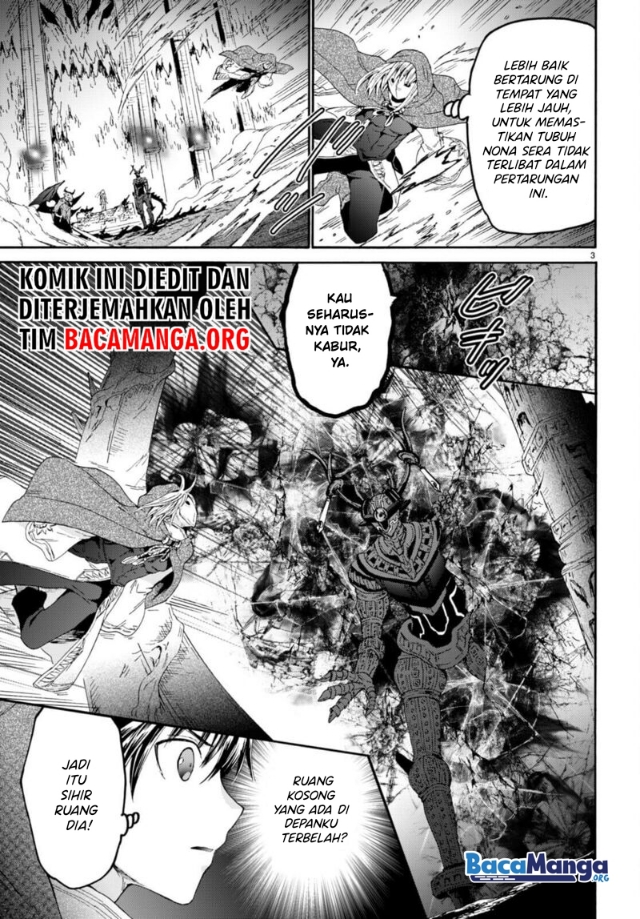 LEBIH BAIK
BERTARUNG DI
TEMPAT YANG
LEBIH JAUH,
UNTUK MEMAS-
TIKAN TUBUH
NONA SERA TIDAK
TERLIBAT DALAM
PERTARUNGAN
INI.
3
KOMIK INI DIEDIT DAN
DITERJEMAHKAN OLEH
TIM BACAMANGA.ORG
KAU
SEHARUS-
NYA TIDAK
KABUR,
YA.
RUANG
KOSONG
YANG ADA DI
DEPANKU
TERBELAH?
JADI
ITU
SIHIR
RUANG
DIA!
BacaManga
.ORG